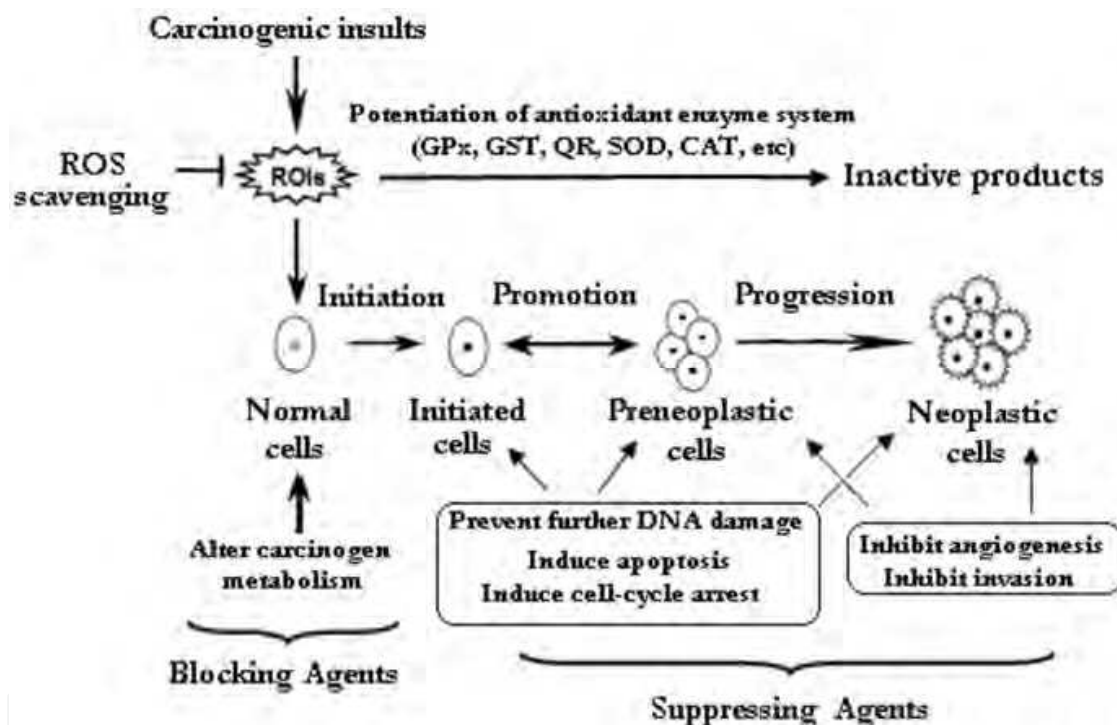 Carcinogenic insults
Potentiation of antioxidant enzyme system
(GPx, GST, QR, SOD, CAT, etc)
ROS
scavenging
ROIs
Inactive products
Initiation
Promotion
Progression
Normal
cells
Initiated
cells
Preneoplastic
cells
Neoplastic
cells
Alter carcinogen
metabolism
Prevent further DNA damage
Induce apoptosis
Induce cell-cycle arrest
Inhibit angiogenesis
Inhibit invasion
Blocking Agents
Suppressing Agents